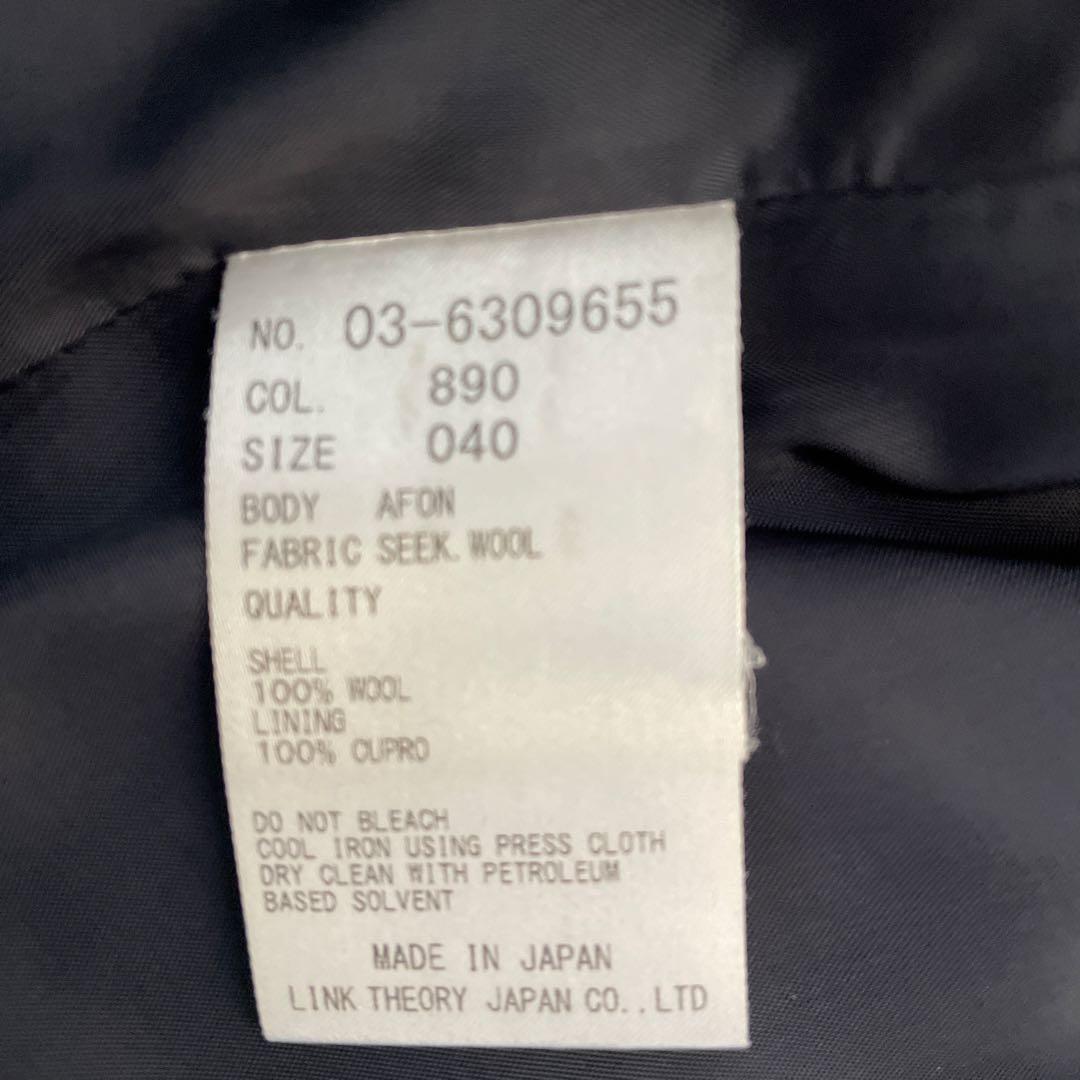 NO. 03-6309655
COL. 890
SIZE 040
BODY AFON
FABRIC SEEK.WOOL
QUALITY
SHELL
100% WOOL
LINING
100% CUPRO
DO NOT BLEACH
COOL IRON USING PRESS CLOTH
DRY CLEAN WITH PETROLEUM
BASED SOLVENT
MADE IN JAPAN
LINK THEORY JAPAN CO.,LTD